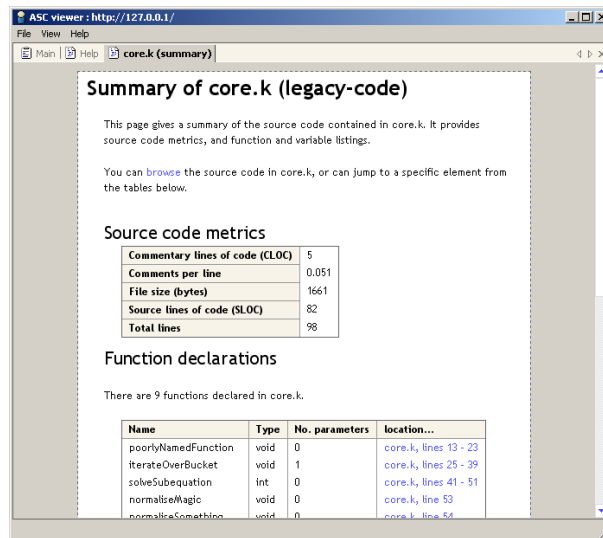 ASC viewer : http://127.0.0.1/
File View Help
Main Help core.k (summary)
Summary of core.k (legacy-code)
This page gives a summary of the source code contained in core.k. It provides
source code metrics, and function and variable listings.
You can browse the source code in core.k, or can jump to a specific element from
the tables below.
Source code metrics
Commentary lines of code (CLOC) 5
Comments per line 0.051
File size (bytes) 1661
Source lines of code (SLOC) 82
Total lines 98
Function declarations
There are 9 functions declared in core.k.
Name Type No. parameters location...
poorlyNamedFunction void 0 core.k, lines 13 - 23
iterateOverBucket void 1 core.k, lines 25 - 39
solveSubequation int 0 core.k, lines 41 - 51
normaliseMagic void 0 core.k, line 53
normaliseSomething void 0 core.k, line 54